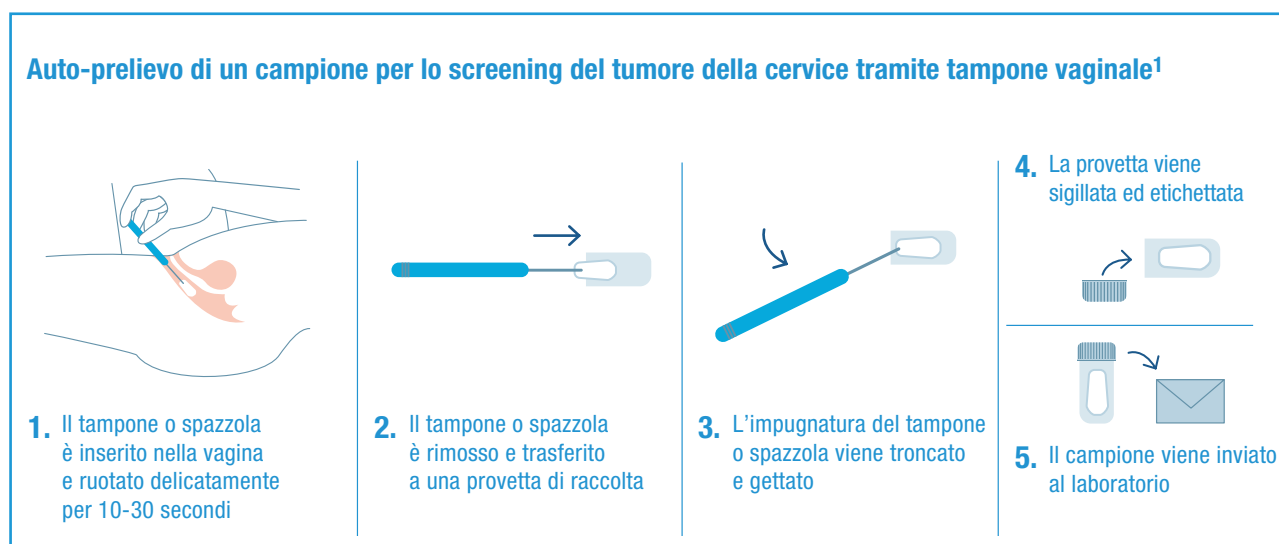 Auto-prelievo di un campione per lo screening del tumore della cervice tramite tampone vaginale¹
1. Il tampone o spazzola
è inserito nella vagina
e ruotato delicatamente
per 10-30 secondi
2. Il tampone o spazzola
è rimosso e trasferito
a una provetta di raccolta
3. L’impugnatura del tampone
o spazzola viene troncato
e gettato
4. La provetta viene
sigillata ed etichettata
5. Il campione viene inviato
al laboratorio